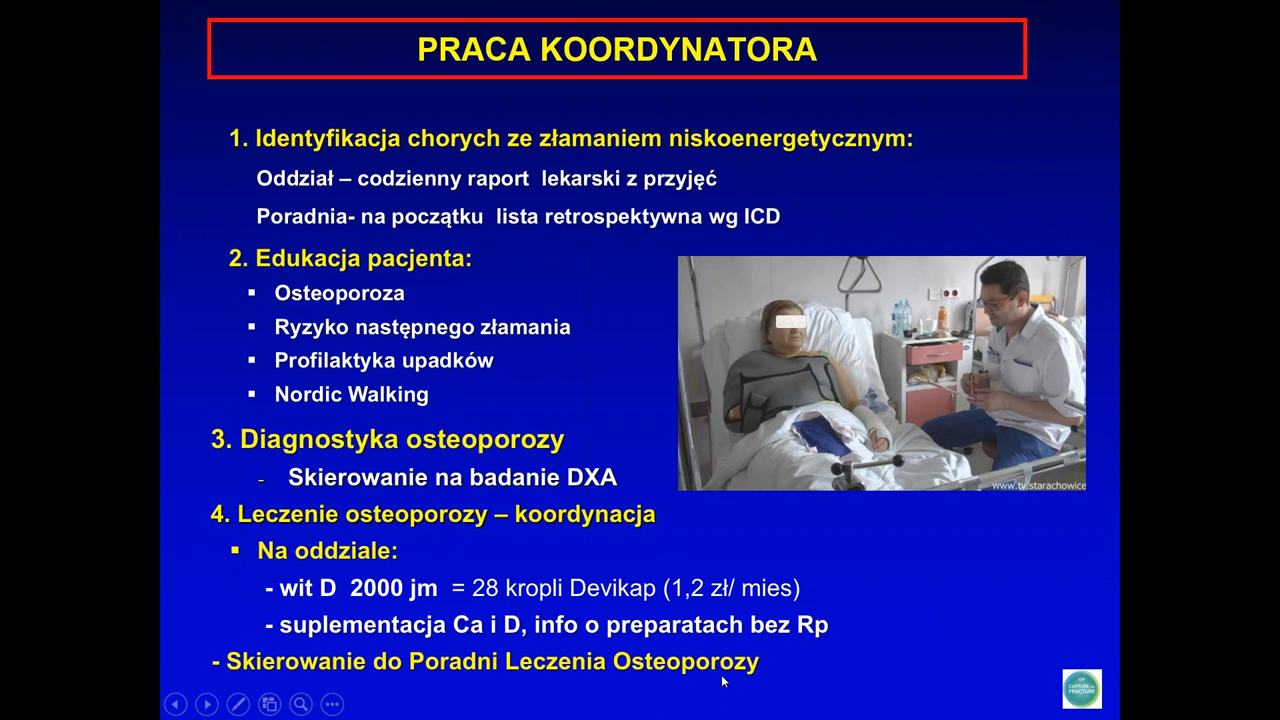 PRACA KOORDYNATORA
1. Identyfikacja chorych ze złamaniem niskoenergetycznym:
Oddział – codzienny raport lekarski z przyjęć
Poradnia- na początku lista retrospektywna wg ICD
2. Edukacja pacjenta:
▪ Osteoporoza
▪ Ryzyko następnego złamania
▪ Profilaktyka upadków
▪ Nordic Walking
3. Diagnostyka osteoporozy
- Skierowanie na badanie DXA
4. Leczenie osteoporozy – koordynacja
▪ Na oddziale:
- wit D 2000 jm = 28 kropli Devikap (1,2 zł/ mies)
- suplementacja Ca i D, info o preparatach bez Rp
- Skierowanie do Poradni Leczenia Osteoporozy
www.tv.starachowice
CAPTURE the
FRACTURE